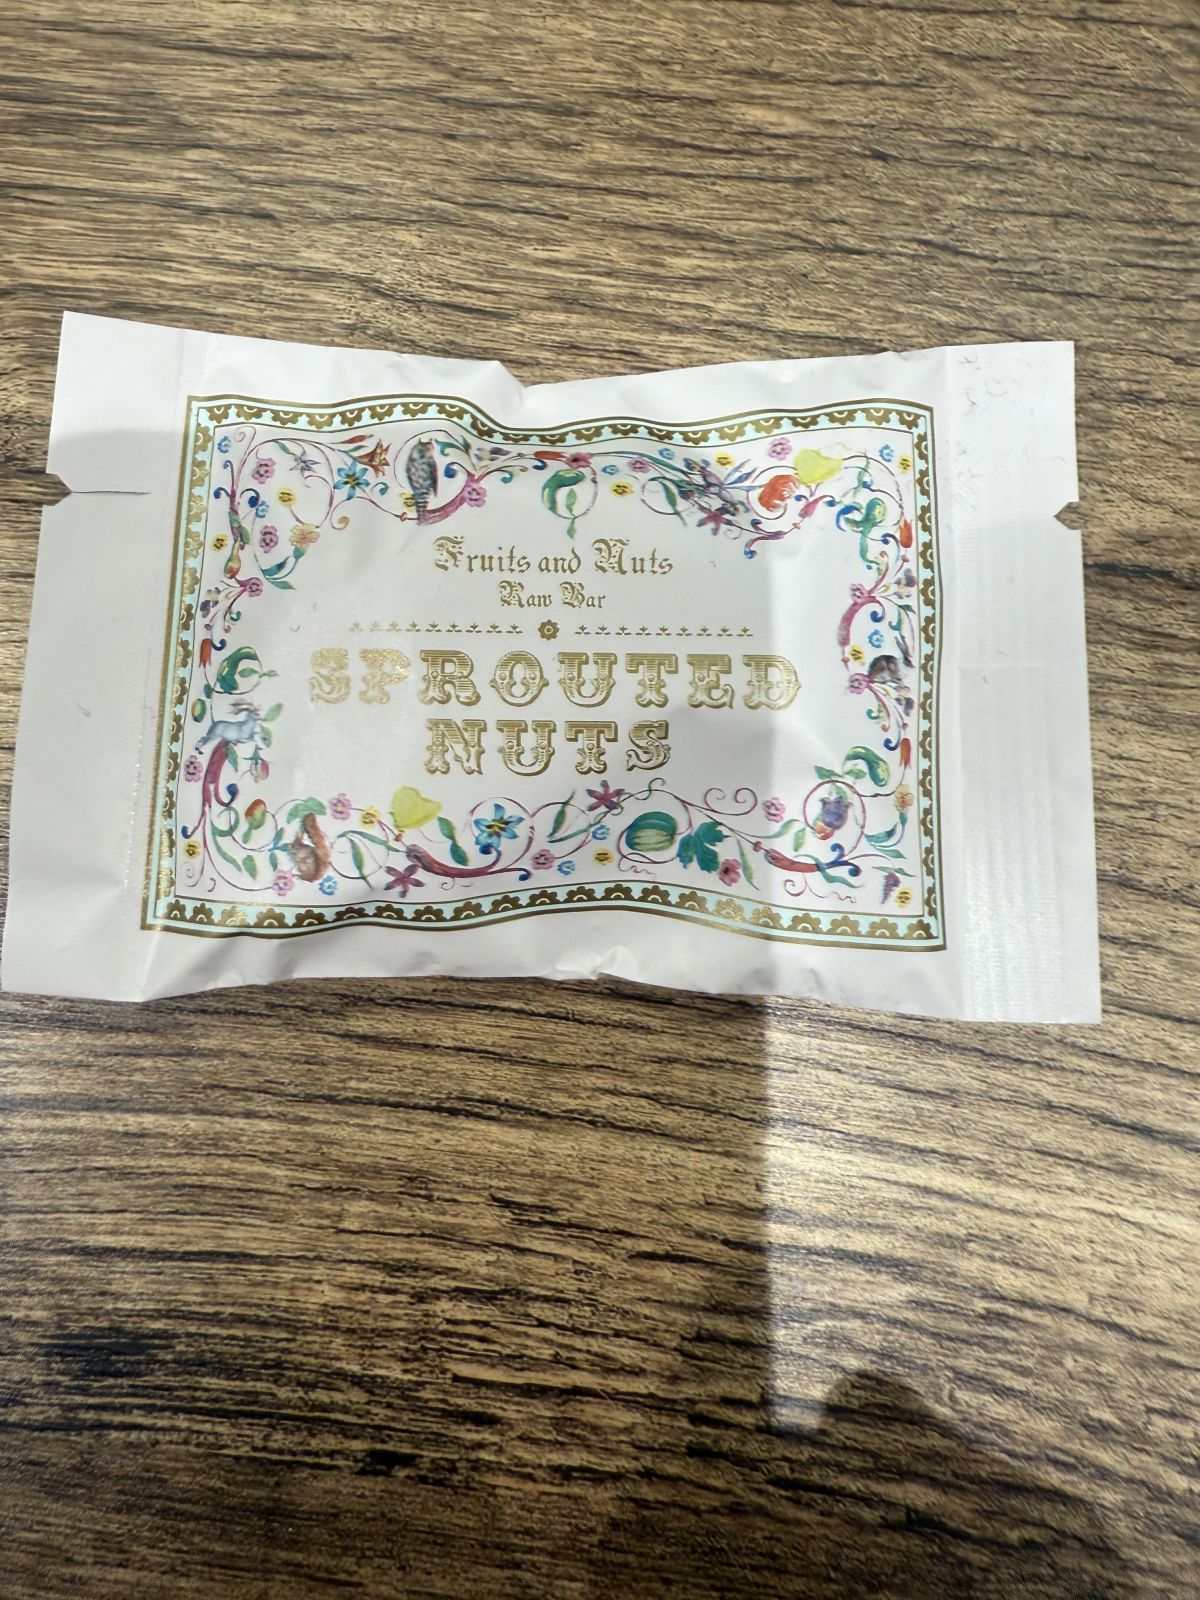 Fruits and Nuts
Raw Bar
SPROUTED
NUTS